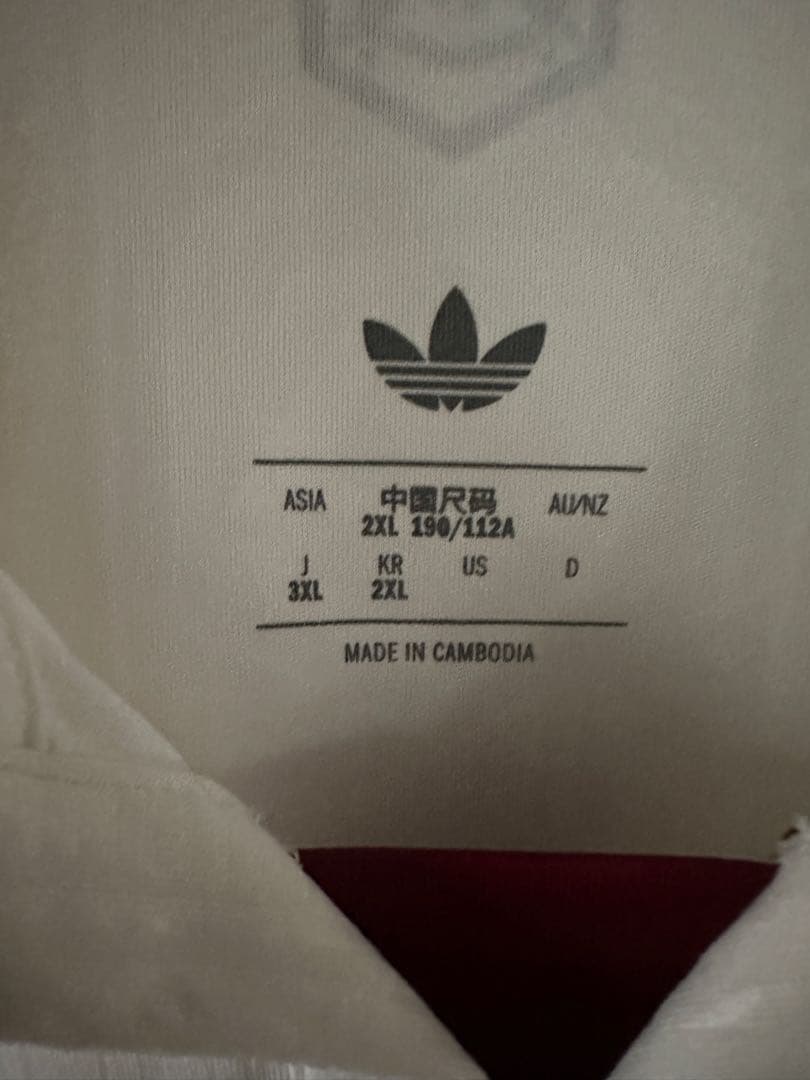 ASIA 中国尺码 AU/NZ
2XL 190/112A
J KR US D
3XL 2XL
MADE IN CAMBODIA